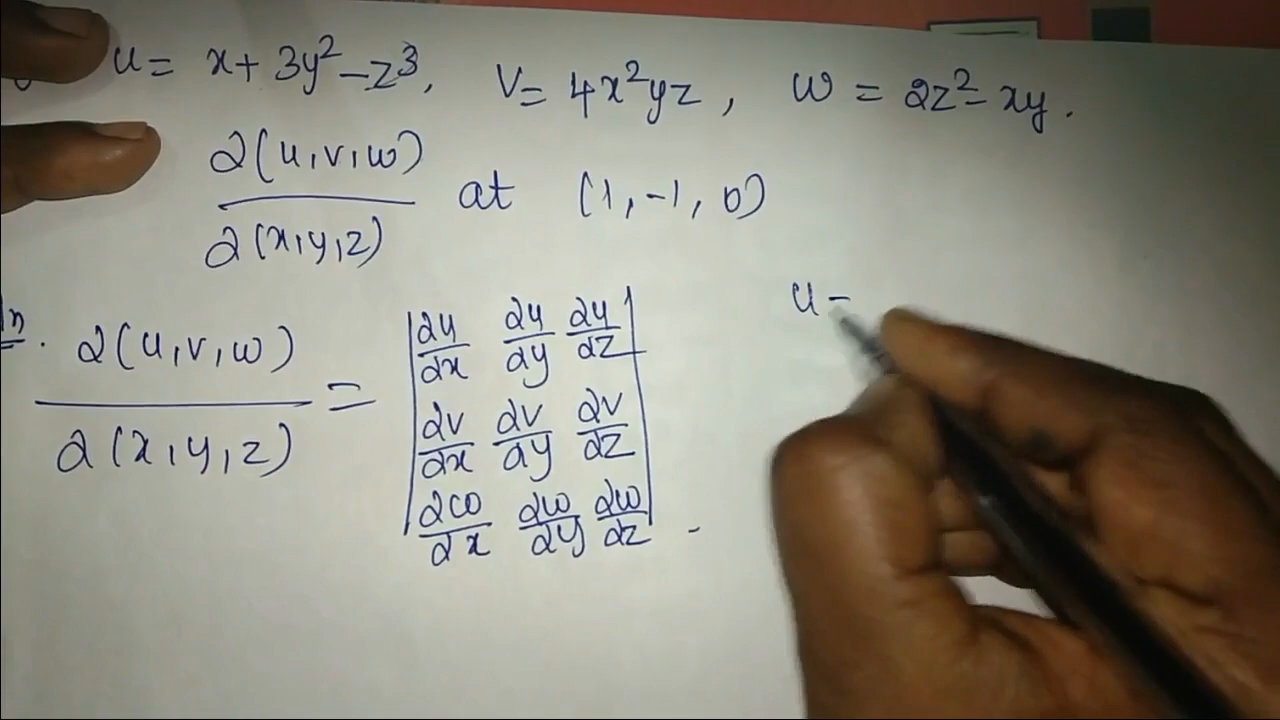 u = x + 3y² - z³, v = 4x²yz, w = 2z² - xy.
∂(u,v,w)
∂(x,y,z)
at (1, -1, 0)
∂(u,v,w)
∂(x,y,z)
=
∂u/∂x ∂u/∂y ∂u/∂z
∂v/∂x ∂v/∂y ∂v/∂z
∂w/∂x ∂w/∂y ∂w/∂z
u =